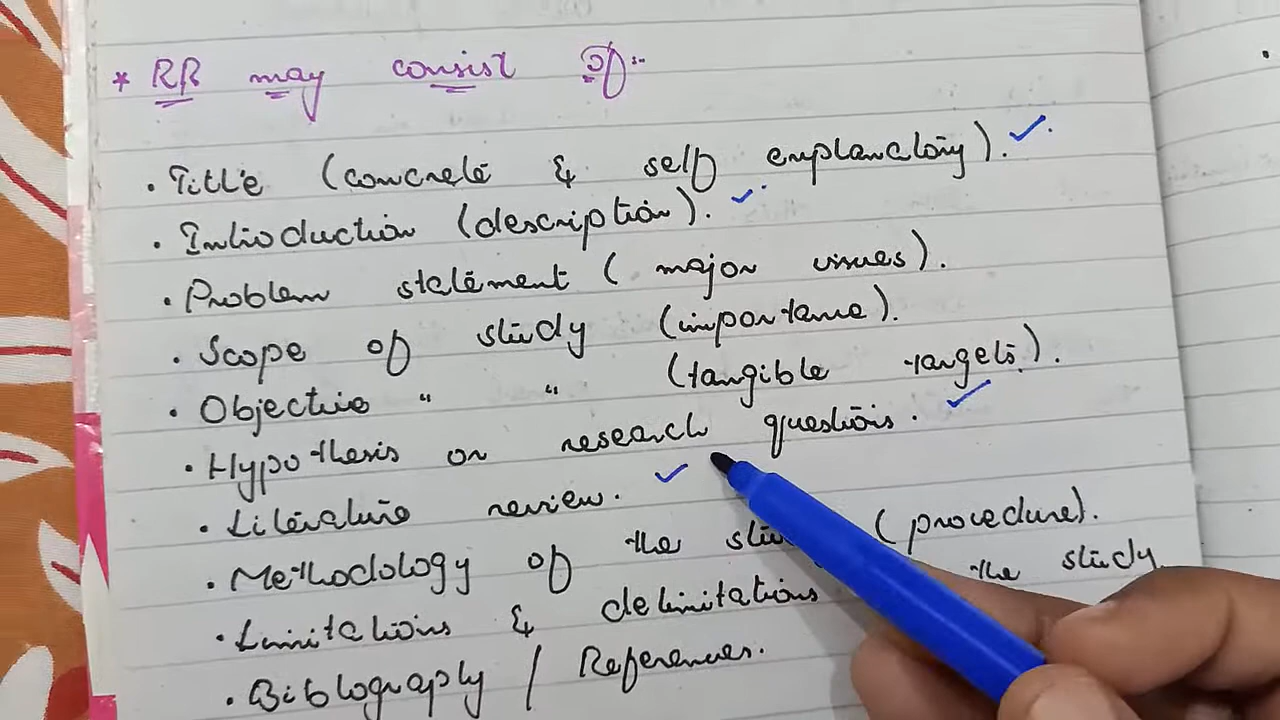 * RR may consist of :-
• Title (concrete & self explanatory). ✓
• Introduction (description). ✓
• Problem statement (major issues).
• Scope of study (importance).
• Objective " " (tangible targets).
• Hypothesis or research questions. ✓
• Literature review. ✓
• Methodology of the (procedure).
• Limitations & delimitations the study
• Biblography / References.